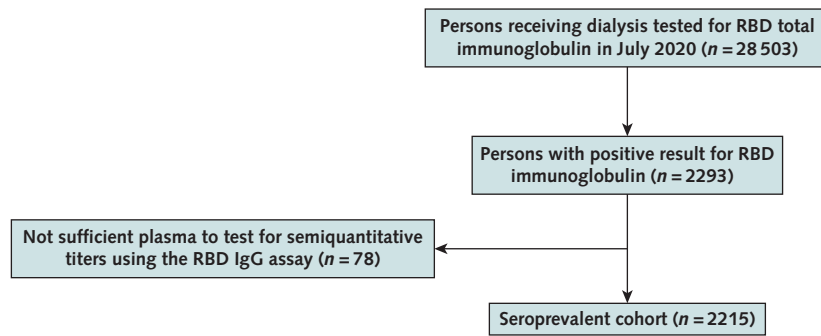 Persons receiving dialysis tested for RBD total
immunoglobulin in July 2020 (n = 28 503)
Persons with positive result for RBD
immunoglobulin (n = 2293)
Not sufficient plasma to test for semiquantitative
titers using the RBD IgG assay (n = 78)
Seroprevalent cohort (n = 2215)